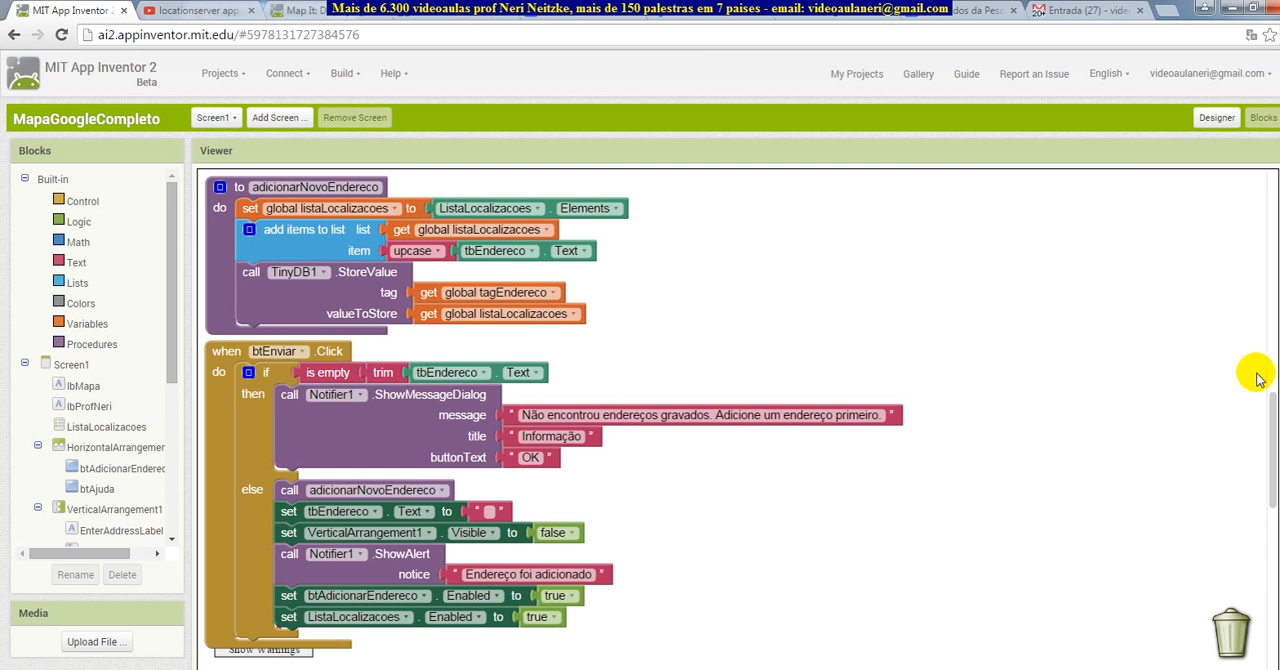 MIT App Inventor 2
locationserver app
Map It: D
Mais de 6.300 videoaulas prof Neri Neitzke, mais de 150 palestras em 7 paises - email: videoaulaneri@gmail.com
dos da Pesq
Entrada (27) - vide
ai2.appinventor.mit.edu/#5978131727384576
MIT App Inventor 2
Beta
Projects Connect Build Help
My Projects Gallery Guide Report an Issue English videoaulaneri@gmail.com
MapaGoogleCompleto
Screen1 Add Screen ... Remove Screen
Designer Blocks
Blocks
Built-in
Control
Logic
Math
Text
Lists
Colors
Variables
Procedures
Screen1
lbMapa
lbProfNeri
ListaLocalizacoes
HorizontalArrangemer
btAdicionarEnderec
btAjuda
VerticalArrangement1
EnterAddressLabel
Rename Delete
Media
Upload File ...
Viewer
to adicionarNovoEndereco
do set global listaLocalizacoes to ListaLocalizacoes . Elements
add items to list list get global listaLocalizacoes
item upcase tbEndereco . Text
call TinyDB1 .StoreValue
tag get global tagEndereco
valueToStore get global listaLocalizacoes
when btEnviar .Click
do if is empty trim tbEndereco . Text
then call Notifier1 .ShowMessageDialog
message " Não encontrou endereços gravados. Adicione um endereço primeiro. "
title " Informação "
buttonText " OK "
else call adicionarNovoEndereco
set tbEndereco . Text to " "
set VerticalArrangement1 . Visible to false
call Notifier1 .ShowAlert
notice " Endereço foi adicionado "
set btAdicionarEndereco . Enabled to true
set ListaLocalizacoes . Enabled to true
Show Warnings